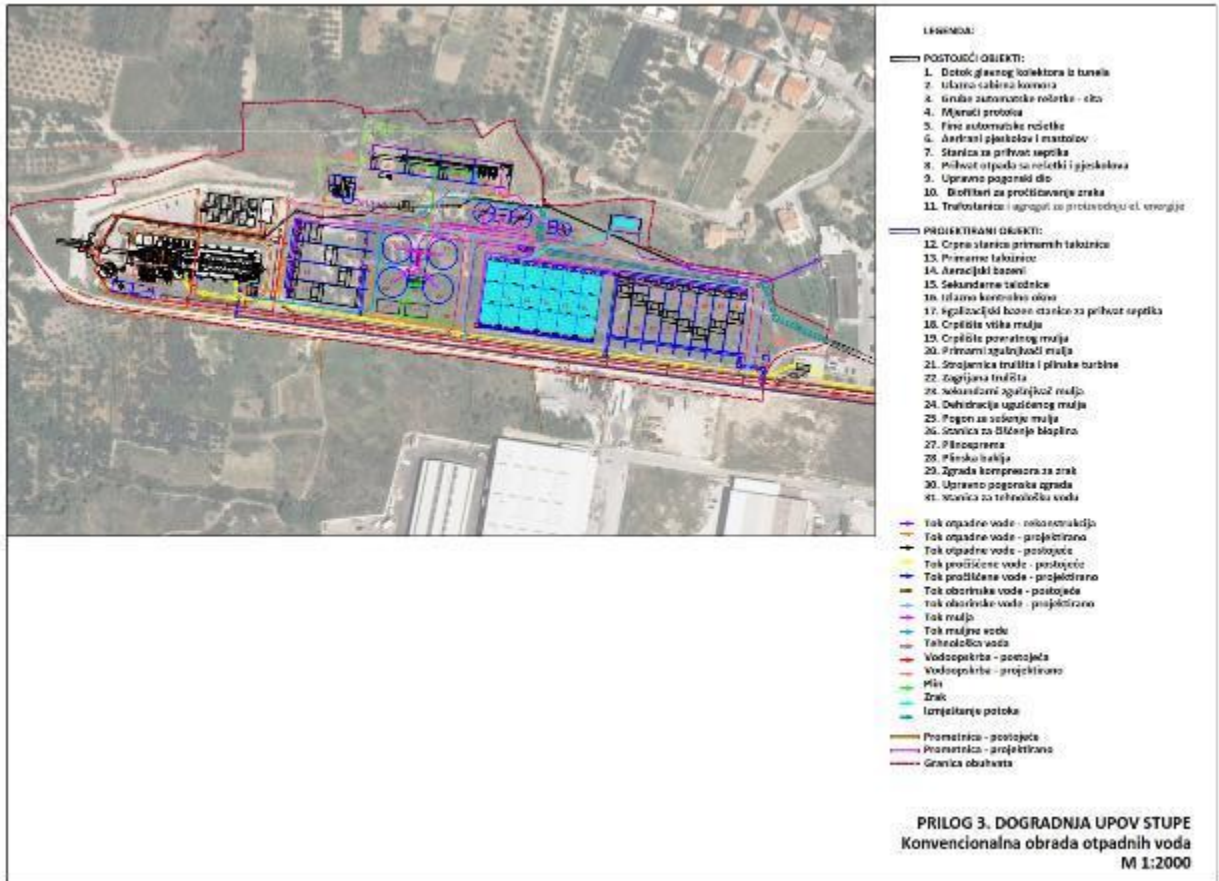 LEGENDA:
POSTOJEĆI OBJEKTI:
1. Dotok glavnog kolektora iz tunela
2. Ulazna sabirna komora
3. Grube automatske rešetke - sita
4. Mjerači protoka
5. Fine automatske rešetke
6. Aerirani pjeskolov i mastolov
7. Stanica za prihvat septika
8. Prihvat otpada sa rešetki i pjeskolova
9. Upravno pogonski dio
10. Biofilteri za pročišćavanje zraka
11. Trafostanice i agregat za proizvodnju el. energije
PROJEKTIRANI OBJEKTI:
12. Crpna stanica primarnih taložnica
13. Primarne taložnice
14. Aeracijski bazeni
15. Sekundarne taložnice
16. Izlazno kontrolno okno
17. Egalizacijski bazen stanice za prihvat septika
18. Crpilište viška mulja
19. Crpilište povratnog mulja
20. Primarni zgušnjivači mulja
21. Strojarnica trulišta i plinske turbine
22. Zagrijana trulišta
23. Sekundarni zgušnjivač mulja
24. Dehidracija ugušćenog mulja
25. Pogon za sušenje mulja
26. Stanica za čišćenje bioplina
27. Plinosprema
28. Plinska baklja
29. Zgrada kompresora za zrak
30. Upravno pogonska zgrada
31. Stanica za tehnološku vodu
Tok otpadne vode - rekonstrukcija
Tok otpadne vode - projektirano
Tok otpadne vode - postojeće
Tok pročišćene vode - postojeće
Tok pročišćene vode - projektirano
Tok oborinske vode - postojeće
Tok oborinske vode - projektirano
Tok mulja
Tok muljne vode
Tehnološka voda
Vodoopskrba - postojeća
Vodoopskrba - projektirano
Plin
Zrak
Izmještanje potoka
Prometnica - postojeće
Prometnica - projektirano
Granica obuhvata
PRILOG 3. DOGRADNJA UPOV STUPE
Konvencionalna obrada otpadnih voda
M 1:2000